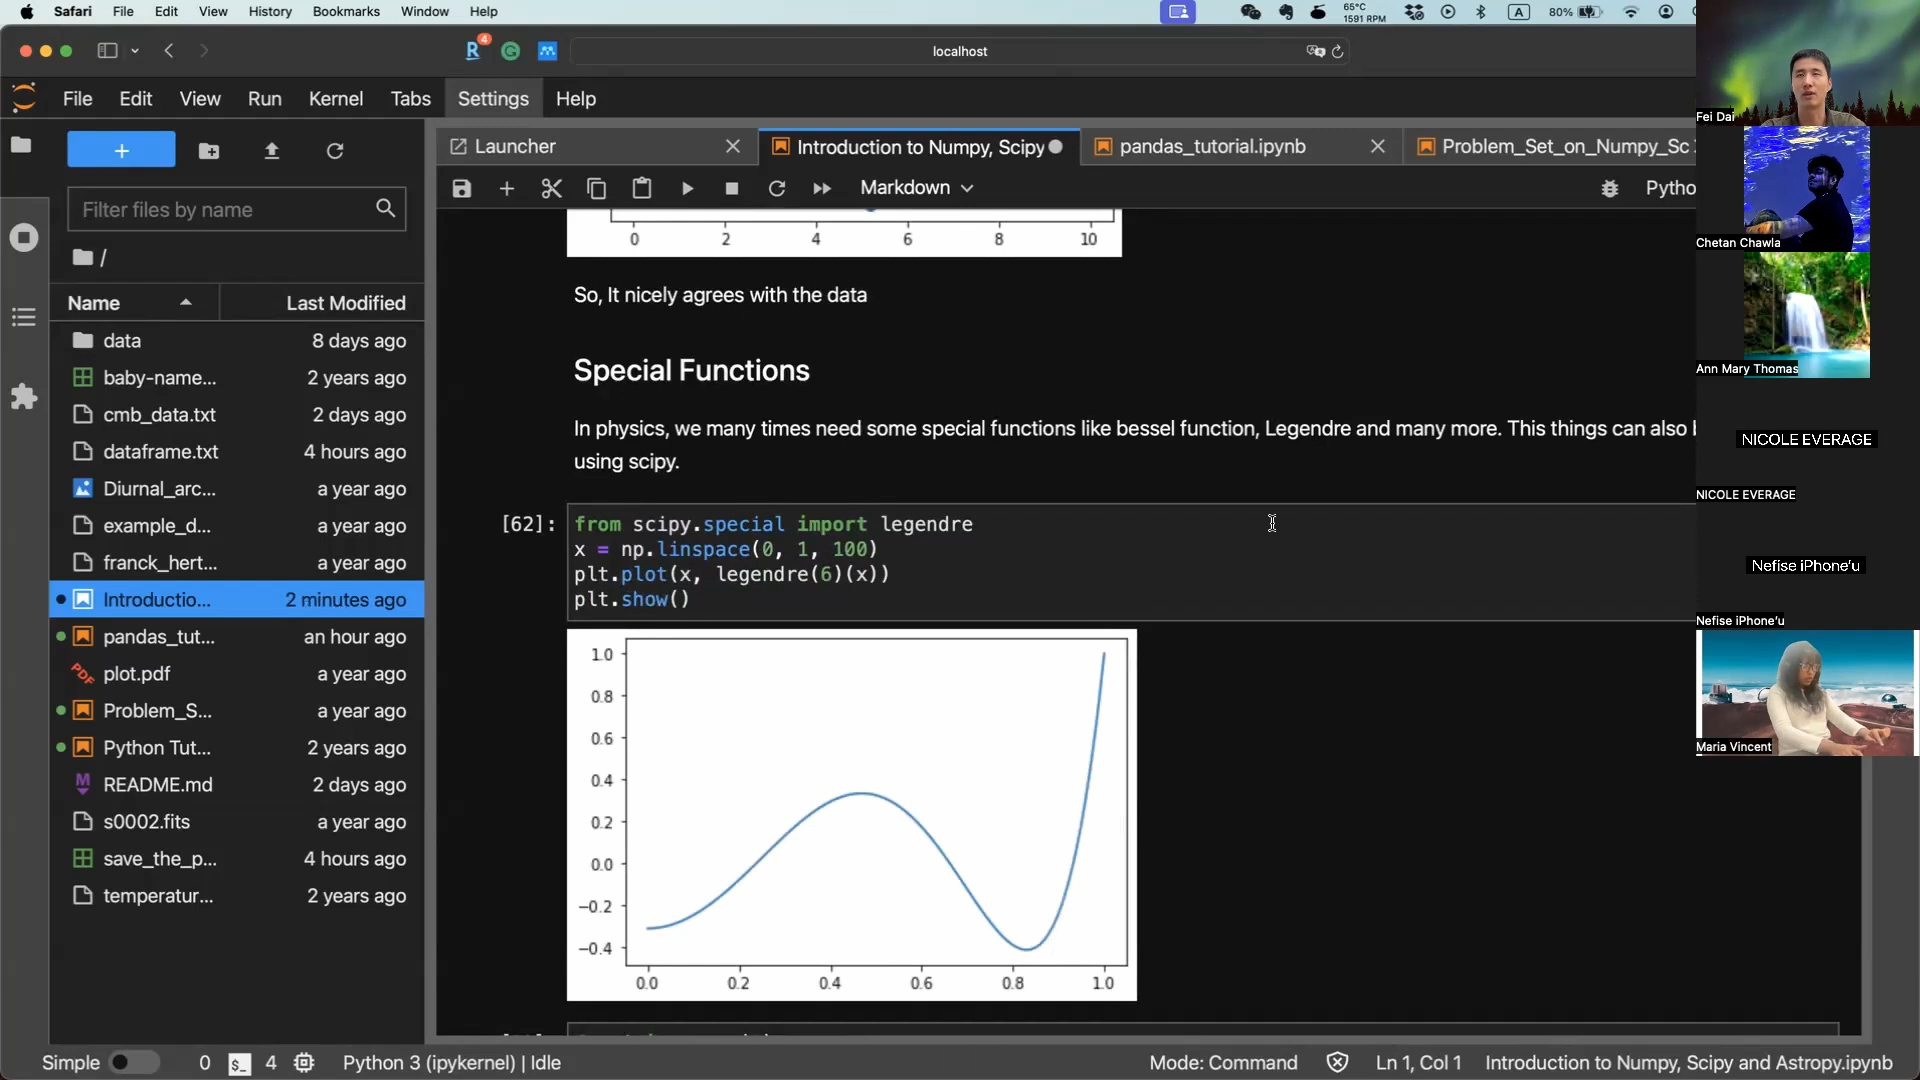 Safari File Edit View History Bookmarks Window Help
65°C
1591 RPM
A
80%
R 4
G
localhost
File Edit View Run Kernel Tabs Settings Help
Launcher
Introduction to Numpy, Scipy
pandas_tutorial.ipynb
Problem_Set_on_Numpy_Sc
Markdown
Pytho
Filter files by name
/
Name Last Modified
data 8 days ago
baby-name... 2 years ago
cmb_data.txt 2 days ago
dataframe.txt 4 hours ago
Diurnal_arc... a year ago
example_d... a year ago
franck_hert... a year ago
Introductio... 2 minutes ago
pandas_tut... an hour ago
plot.pdf a year ago
Problem_S... a year ago
Python Tut... 2 years ago
README.md 2 days ago
s0002.fits a year ago
save_the_p... 4 hours ago
temperatur... 2 years ago
0 2 4 6 8 10
So, It nicely agrees with the data
Special Functions
In physics, we many times need some special functions like bessel function, Legendre and many more. This things can also
using scipy.
[62]:
from scipy.special import legendre
x = np.linspace(0, 1, 100)
plt.plot(x, legendre(6)(x))
plt.show()
1.0
0.8
0.6
0.4
0.2
0.0
−0.2
−0.4
0.0 0.2 0.4 0.6 0.8 1.0
Fei Dai
Chetan Chawla
Ann Mary Thomas
NICOLE EVERAGE
NICOLE EVERAGE
Nefise iPhone'u
Nefise iPhone'u
Maria Vincent
Simple 0 $_ 4 Python 3 (ipykernel) | Idle
Mode: Command Ln 1, Col 1 Introduction to Numpy, Scipy and Astropy.ipynb